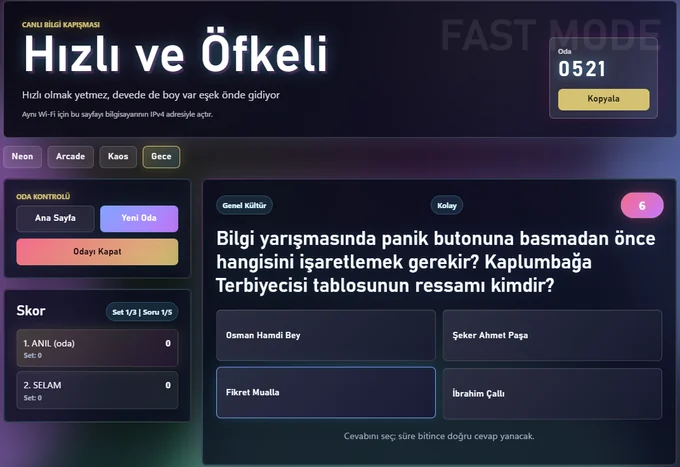 CANLI BİLGİ KAPIŞMASI
Hızlı ve Öfkeli
Hızlı olmak yetmez, devede de boy var eşek önde gidiyor
Aynı Wi-Fi için bu sayfayı bilgisayarının IPv4 adresiyle açtır.
FAST MODE
Oda
0521
Kopyala
Neon
Arcade
Kaos
Gece
ODA KONTROLÜ
Ana Sayfa
Yeni Oda
Odayı Kapat
Skor
Set 1/3 | Soru 1/5
1. ANIL (oda)
0
Set: 0
2. SELAM
0
Set: 0
Genel Kültür
Kolay
6
Bilgi yarışmasında panik butonuna basmadan önce
hangisini işaretlemek gerekir? Kaplumbağa
Terbiyecisi tablosunun ressamı kimdir?
Osman Hamdi Bey
Şeker Ahmet Paşa
Fikret Mualla
İbrahim Çallı
Cevabını seç; süre bitince doğru cevap yanacak.